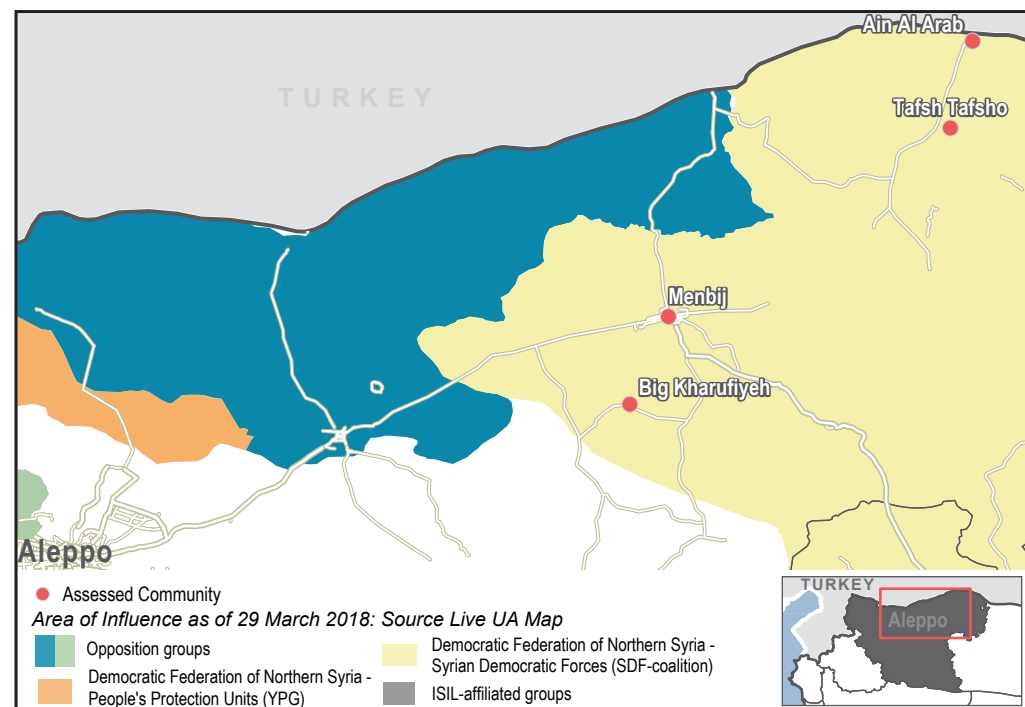 Ain Al Arab
TURKEY
Tafsh Tafsho
Menbij
Big Kharufiyeh
Aleppo
Assessed Community
Area of Influence as of 29 March 2018: Source Live UA Map
Opposition groups
Democratic Federation of Northern Syria -
People's Protection Units (YPG)
Democratic Federation of Northern Syria -
Syrian Democratic Forces (SDF-coalition)
ISIL-affiliated groups
TURKEY
Aleppo